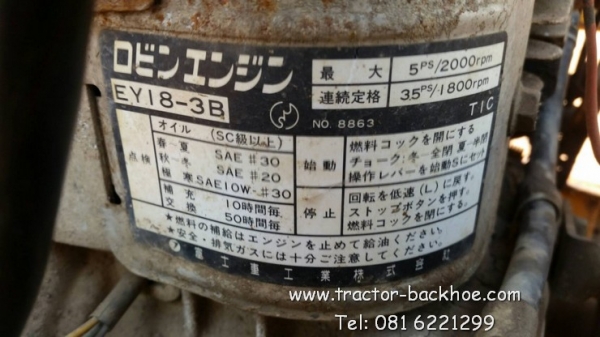 ロビンエンジン
EY18-3B
最大 5PS/2000rpm
連続定格 3.5PS/1800rpm
NO. 8863 T1C
点検
オイル (SC級以上)
春〜夏 SAE #30
秋〜冬 SAE #20
極寒 SAE10W-#30
補充 10時間毎
交換 50時間毎
始動
燃料コックを開にする
チョーク:冬ー全閉,夏ー半閉
操作レバーを始動Sにセット
停止
回転を低速(L)に戻す。
ストップボタンを押す。
燃料コックを閉にする。
★燃料の補給はエンジンを止めて給油ください。
★安全・排気ガスには十分ご注意してください。
富士重工業株式会社
www.tractor-backhoe.com
Tel: 081 6221299